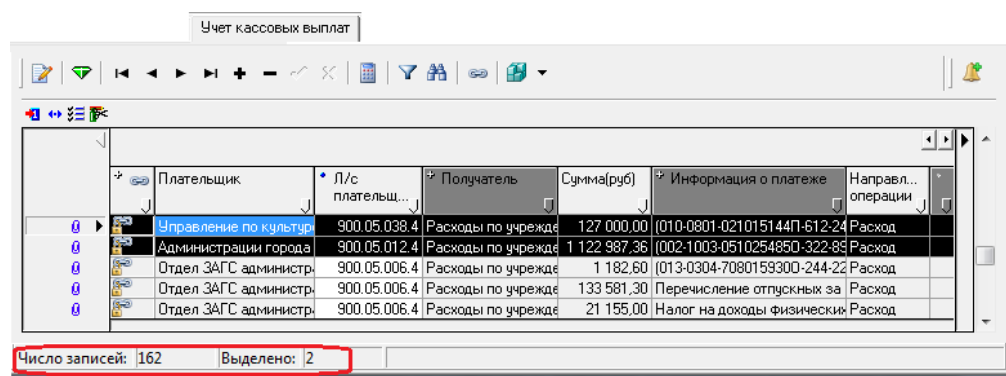 Учет кассовых выплат
Плательщик Л/с плательщ... Получатель Сумма(руб) Информация о платеже Направл... операции
Управление по культур 900.05.038.4 Расходы по учрежде 127 000,00 (010-0801-021015144П-612-24 Расход
Администрации города 900.05.012.4 Расходы по учрежде 1 122 987,36 (002-1003-051025485О-322-89 Расход
Отдел ЗАГС администр 900.05.006.4 Расходы по учрежде 1 182,60 (013-0304-708015930О-244-22 Расход
Отдел ЗАГС администр 900.05.006.4 Расходы по учрежде 133 581,30 Перечисление отпускных за Расход
Отдел ЗАГС администр 900.05.006.4 Расходы по учрежде 21 155,00 Налог на доходы физических Расход
Число записей: 162 Выделено: 2